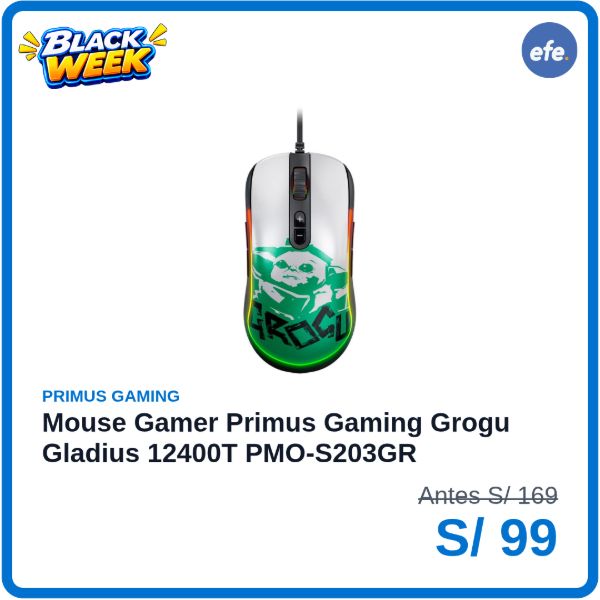 BLACK
WEEK
efe.
GROGU
PRIMUS GAMING
Mouse Gamer Primus Gaming Grogu
Gladius 12400T PMO-S203GR
Antes S/ 169
S/ 99